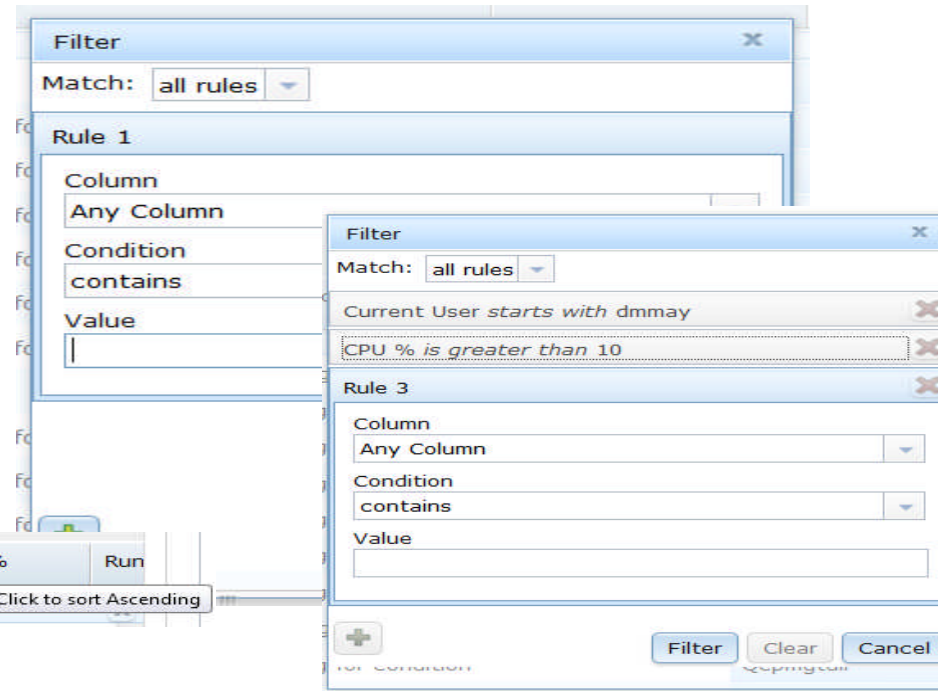 Filter
Match: all rules
Rule 1
Column
Any Column
Condition
contains
Value
% Run
Click to sort Ascending
Filter
Match: all rules
Current User starts with dmmay
CPU % is greater than 10
Rule 3
Column
Any Column
Condition
contains
Value
Filter Clear Cancel